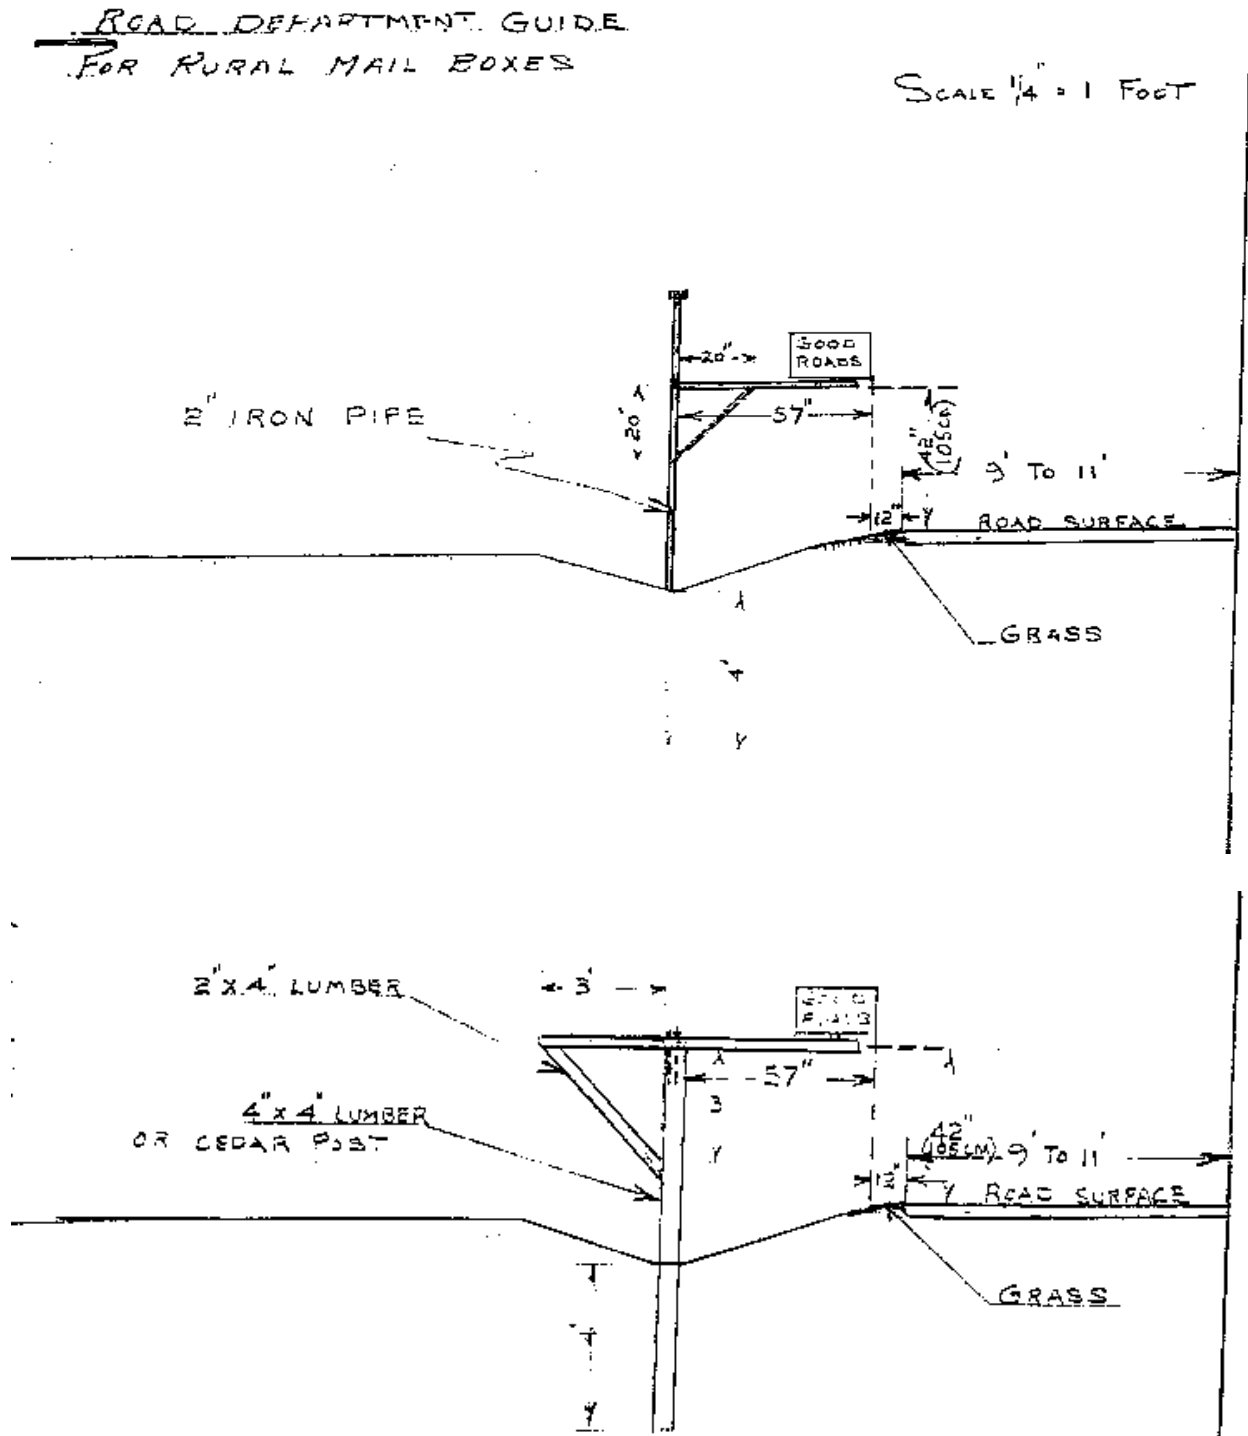 ROAD DEPARTMENT GUIDE
FOR RURAL MAIL BOXES
SCALE 1/4" = 1 FOOT
20"
GOOD
ROADS
2" IRON PIPE
20"
57"
42"
(105CM)
9' TO 11'
12"
ROAD SURFACE
GRASS
4'
2" X 4" LUMBER
3'
57"
3
4" X 4" LUMBER
OR CEDAR POST
42"
(105CM)
9' TO 11'
12"
ROAD SURFACE
GRASS